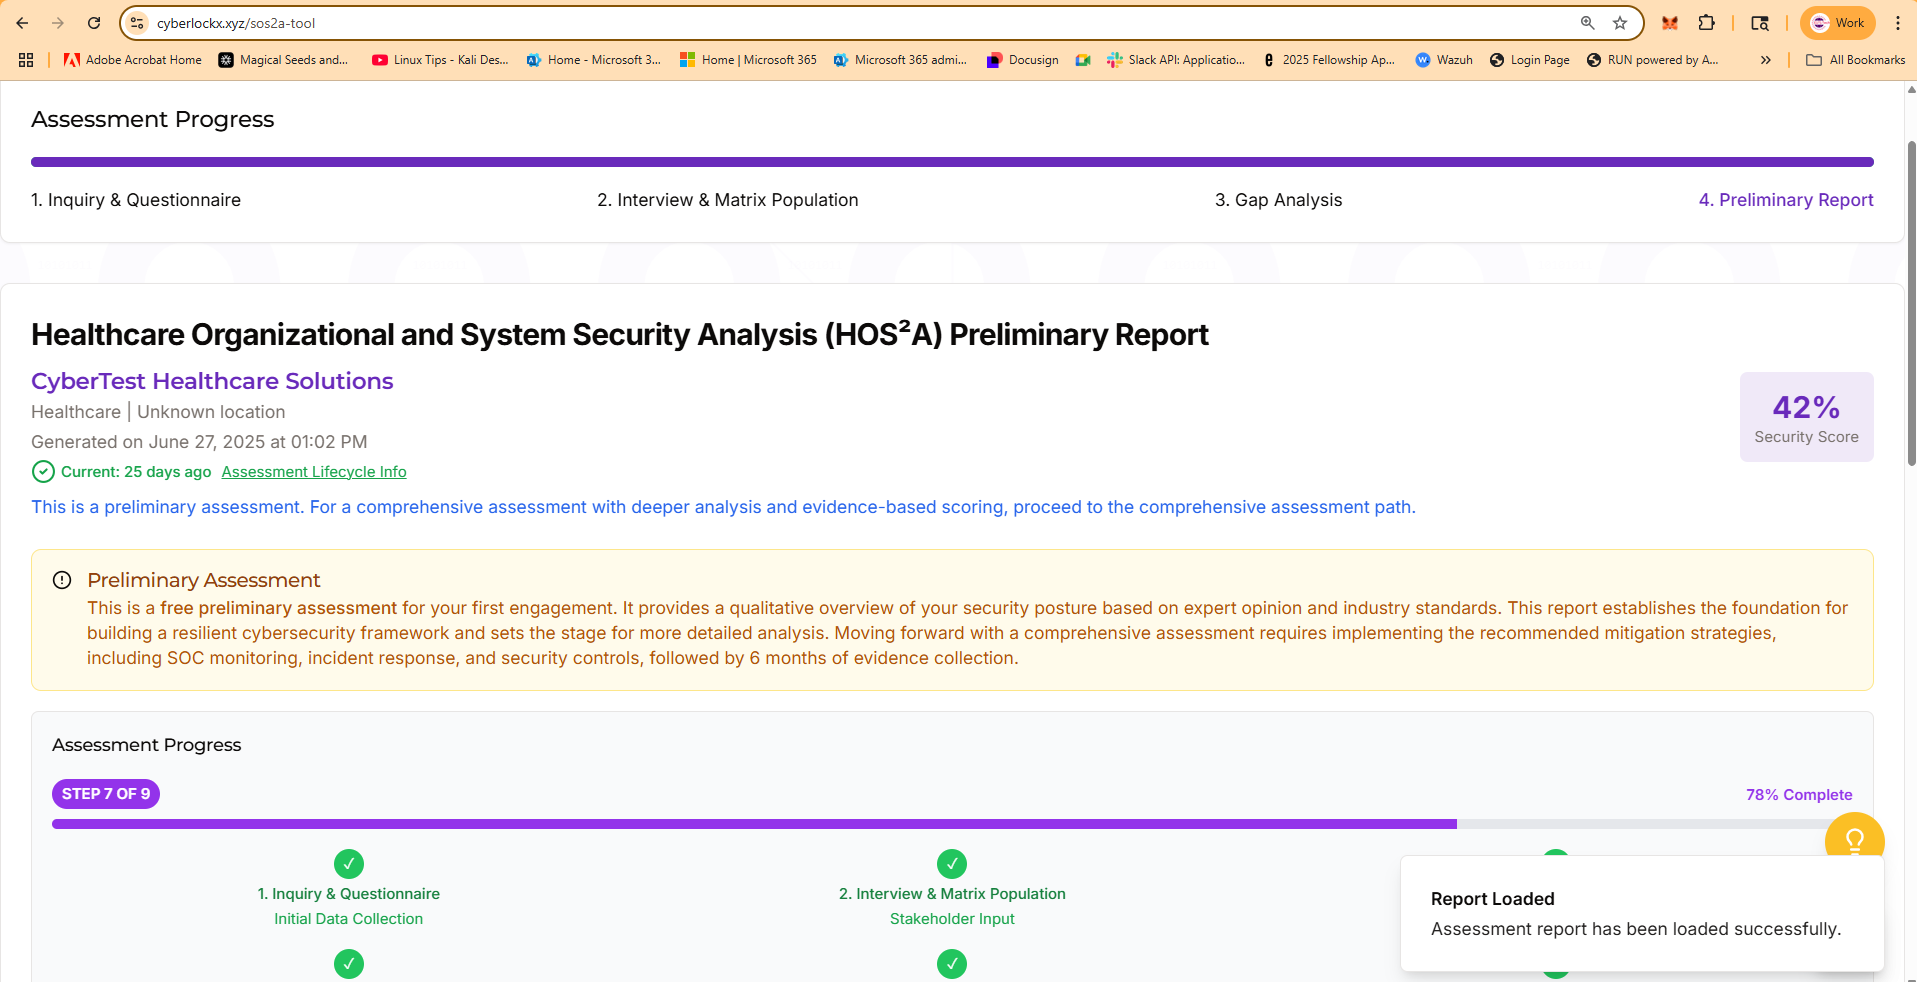 cyberlockx.xyz/sos2a-tool
Work
Adobe Acrobat Home
Magical Seeds and...
Linux Tips - Kali Des...
Home - Microsoft 3...
Home | Microsoft 365
Microsoft 365 admi...
Docusign
Slack API: Applicatio...
2025 Fellowship Ap...
Wazuh
Login Page
RUN powered by A...
All Bookmarks
Assessment Progress
1. Inquiry & Questionnaire
2. Interview & Matrix Population
3. Gap Analysis
4. Preliminary Report
Healthcare Organizational and System Security Analysis (HOS²A) Preliminary Report
CyberTest Healthcare Solutions
Healthcare | Unknown location
Generated on June 27, 2025 at 01:02 PM
Current: 25 days ago Assessment Lifecycle Info
42%
Security Score
This is a preliminary assessment. For a comprehensive assessment with deeper analysis and evidence-based scoring, proceed to the comprehensive assessment path.
Preliminary Assessment
This is a free preliminary assessment for your first engagement. It provides a qualitative overview of your security posture based on expert opinion and industry standards. This report establishes the foundation for
building a resilient cybersecurity framework and sets the stage for more detailed analysis. Moving forward with a comprehensive assessment requires implementing the recommended mitigation strategies,
including SOC monitoring, incident response, and security controls, followed by 6 months of evidence collection.
Assessment Progress
STEP 7 OF 9
78% Complete
1. Inquiry & Questionnaire
Initial Data Collection
2. Interview & Matrix Population
Stakeholder Input
Report Loaded
Assessment report has been loaded successfully.